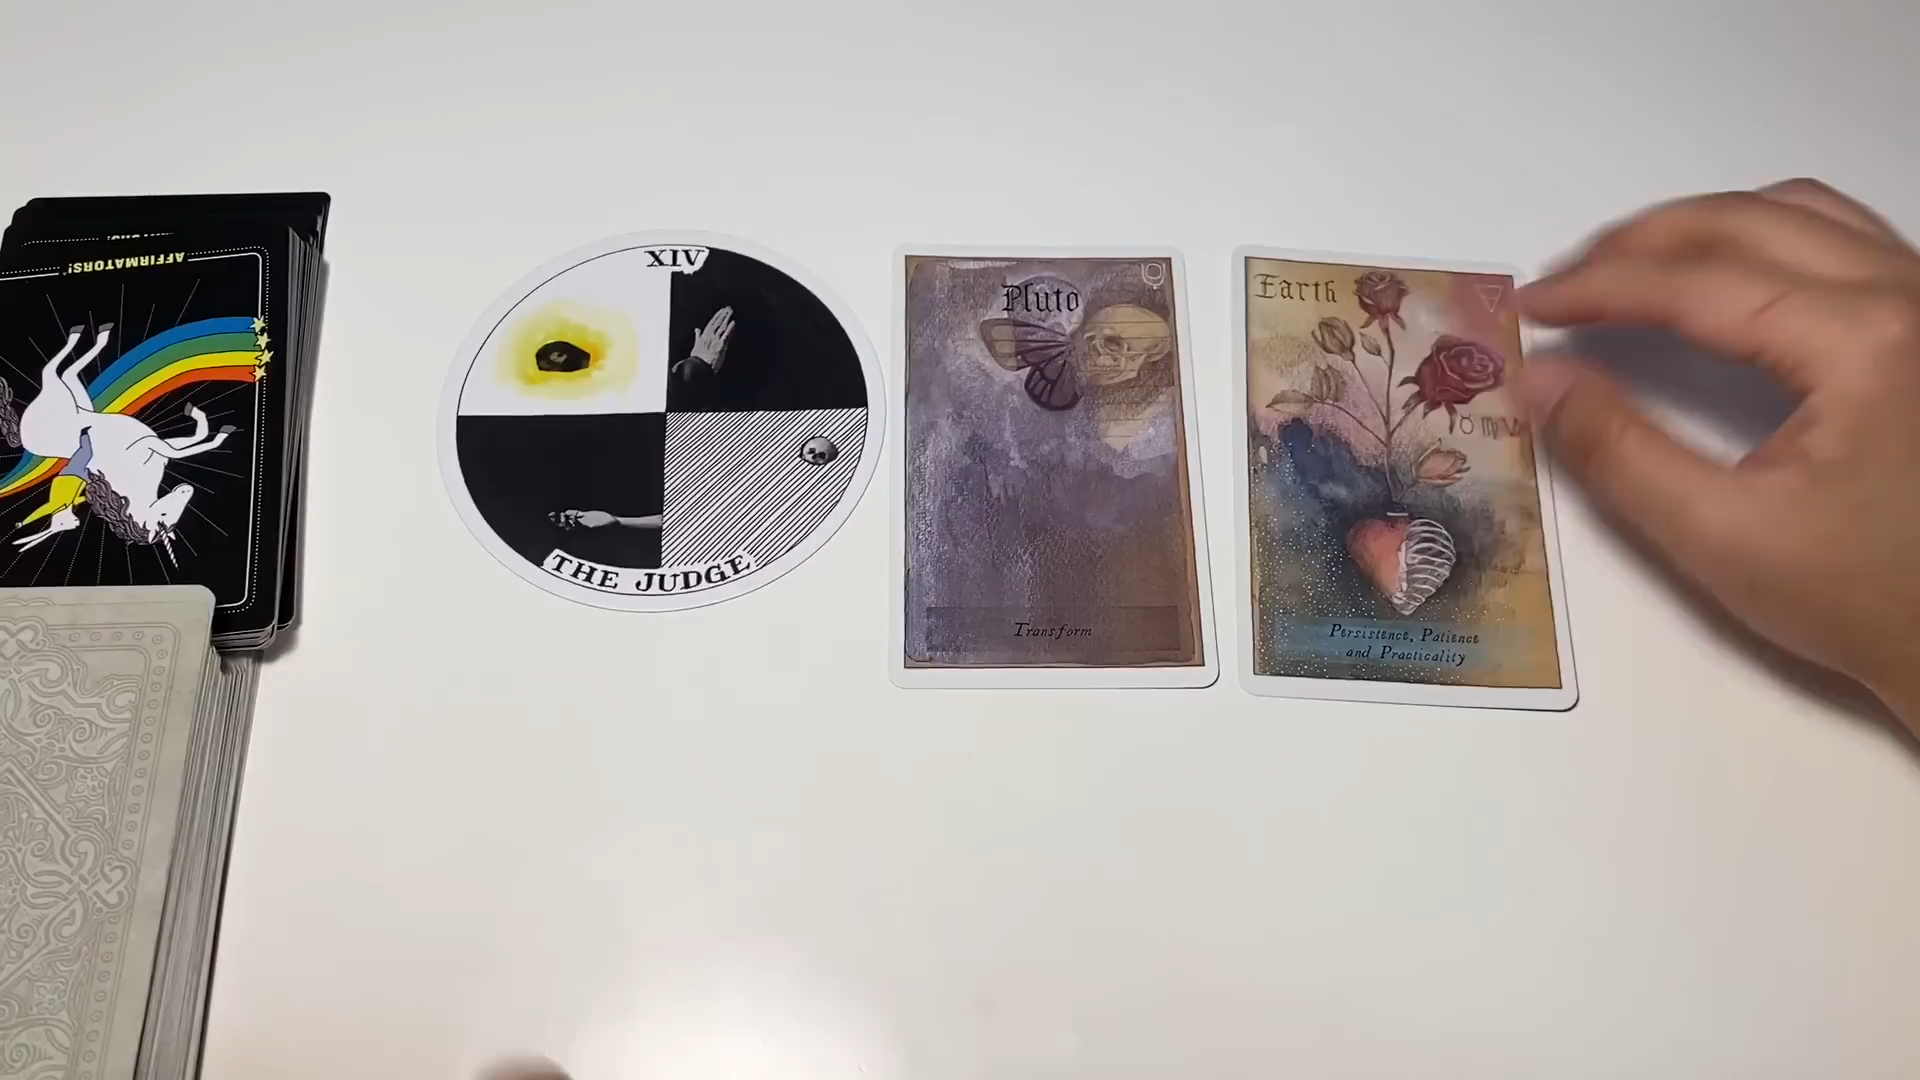 AFFIRMATORS!
XIV
THE JUDGE
Pluto
Transform
Earth
Persistence, Patience
and Practicality